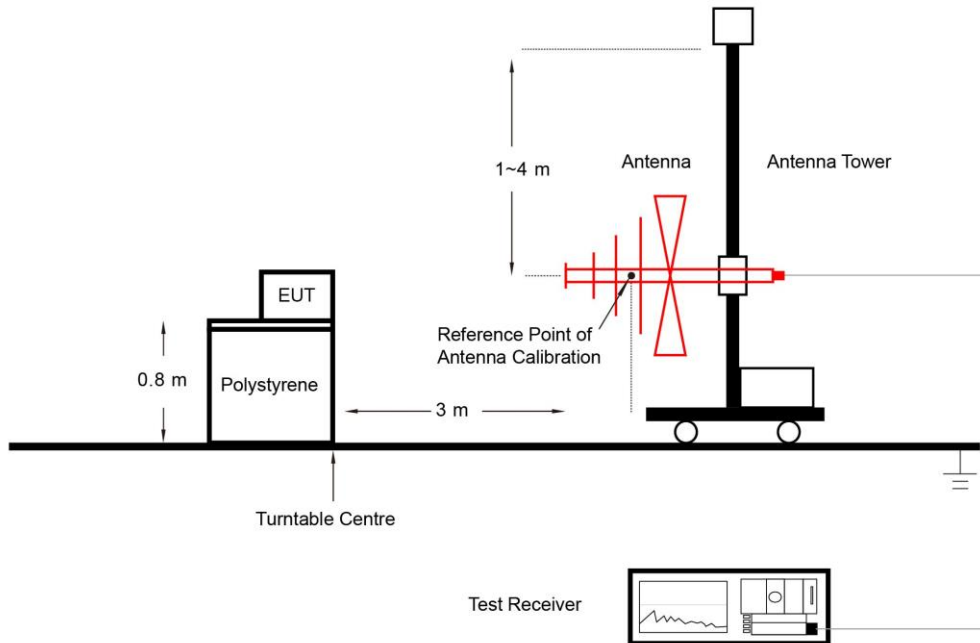 1~4 m
Antenna
Antenna Tower
EUT
Reference Point of
Antenna Calibration
0.8 m
Polystyrene
3 m
Turntable Centre
Test Receiver